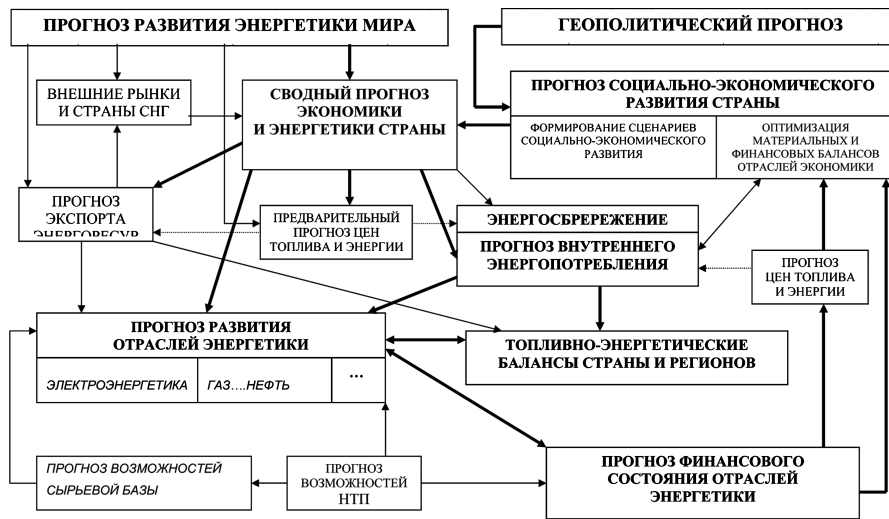 ПРОГНОЗ РАЗВИТИЯ ЭНЕРГЕТИКИ МИРА
ГЕОПОЛИТИЧЕСКИЙ ПРОГНОЗ
ВНЕШНИЕ РЫНКИ
И СТРАНЫ СНГ
СВОДНЫЙ ПРОГНОЗ
ЭКОНОМИКИ
И ЭНЕРГЕТИКИ СТРАНЫ
ПРОГНОЗ СОЦИАЛЬНО-ЭКОНОМИЧЕСКОГО
РАЗВИТИЯ СТРАНЫ
ФОРМИРОВАНИЕ СЦЕНАРИЕВ
СОЦИАЛЬНО-ЭКОНОМИЧЕСКОГО
РАЗВИТИЯ
ОПТИМИЗАЦИЯ
МАТЕРИАЛЬНЫХ И
ФИНАНСОВЫХ БАЛАНСОВ
ОТРАСЛЕЙ ЭКОНОМИКИ
ПРОГНОЗ
ЭКСПОРТА
ЭНЕРГОРЕСУР
ПРЕДВАРИТЕЛЬНЫЙ
ПРОГНОЗ ЦЕН
ТОПЛИВА И ЭНЕРГИИ
ЭНЕРГОСБРЕРЕЖЕНИЕ
ПРОГНОЗ ВНУТРЕННЕГО
ЭНЕРГОПОТРЕБЛЕНИЯ
ПРОГНОЗ
ЦЕН ТОПЛИВА
И ЭНЕРГИИ
ПРОГНОЗ РАЗВИТИЯ
ОТРАСЛЕЙ ЭНЕРГЕТИКИ
ЭЛЕКТРОЭНЕРГЕТИКА
ГАЗ....НЕФТЬ
...
ТОПЛИВНО-ЭНЕРГЕТИЧЕСКИЕ
БАЛАНСЫ СТРАНЫ И РЕГИОНОВ
ПРОГНОЗ ВОЗМОЖНОСТЕЙ
СЫРЬЕВОЙ БАЗЫ
ПРОГНОЗ
ВОЗМОЖНОСТЕЙ
НТП
ПРОГНОЗ ФИНАНСОВОГО
СОСТОЯНИЯ ОТРАСЛЕЙ
ЭНЕРГЕТИКИ